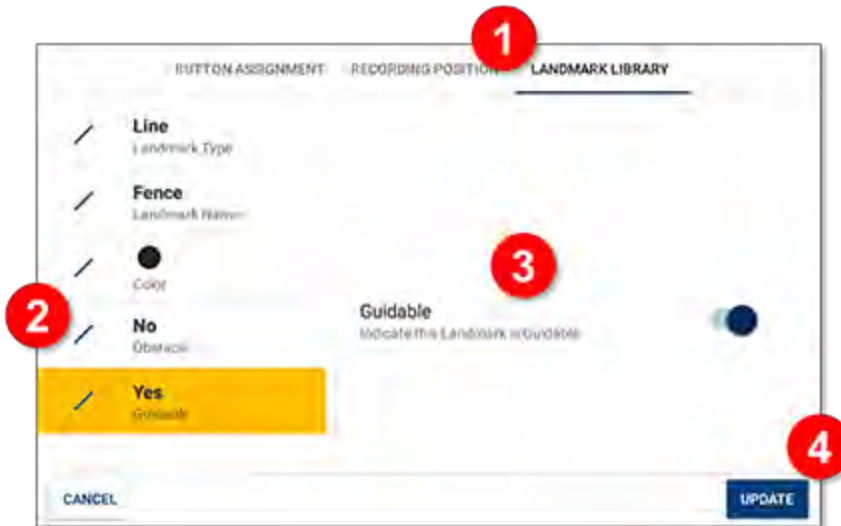 1
BUTTON ASSIGNMENT RECORDING POSITION LANDMARK LIBRARY
Line
Landmark Type
Fence
Landmark Name
Color
2
No
Obstacle
Yes
Guidable
3
Guidable
Indicate this Landmark is Guidable
4
CANCEL
UPDATE